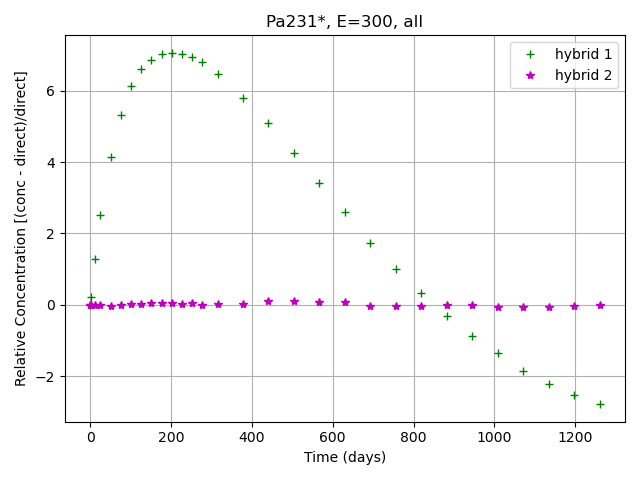 Pa231*, E=300, all
hybrid 1
hybrid 2
Relative Concentration [(conc - direct)/direct]
6
4
2
0
−2
0 200 400 600 800 1000 1200
Time (days)